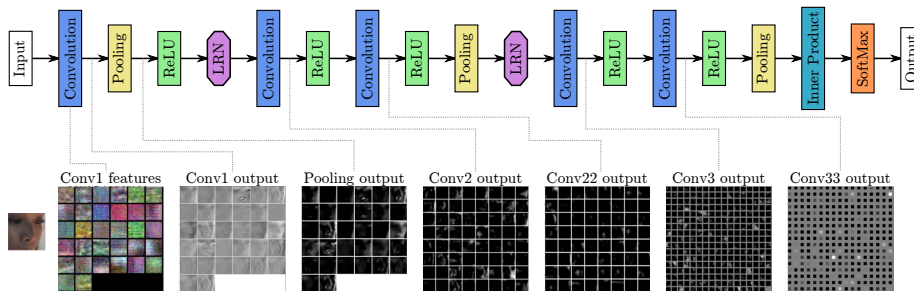 Input
Convolution
Pooling
ReLU
LRN
Convolution
ReLU
Convolution
ReLU
Pooling
LRN
Convolution
ReLU
Convolution
ReLU
Pooling
Inner Product
SoftMax
Output
Conv1 features
Conv1 output
Pooling output
Conv2 output
Conv22 output
Conv3 output
Conv33 output